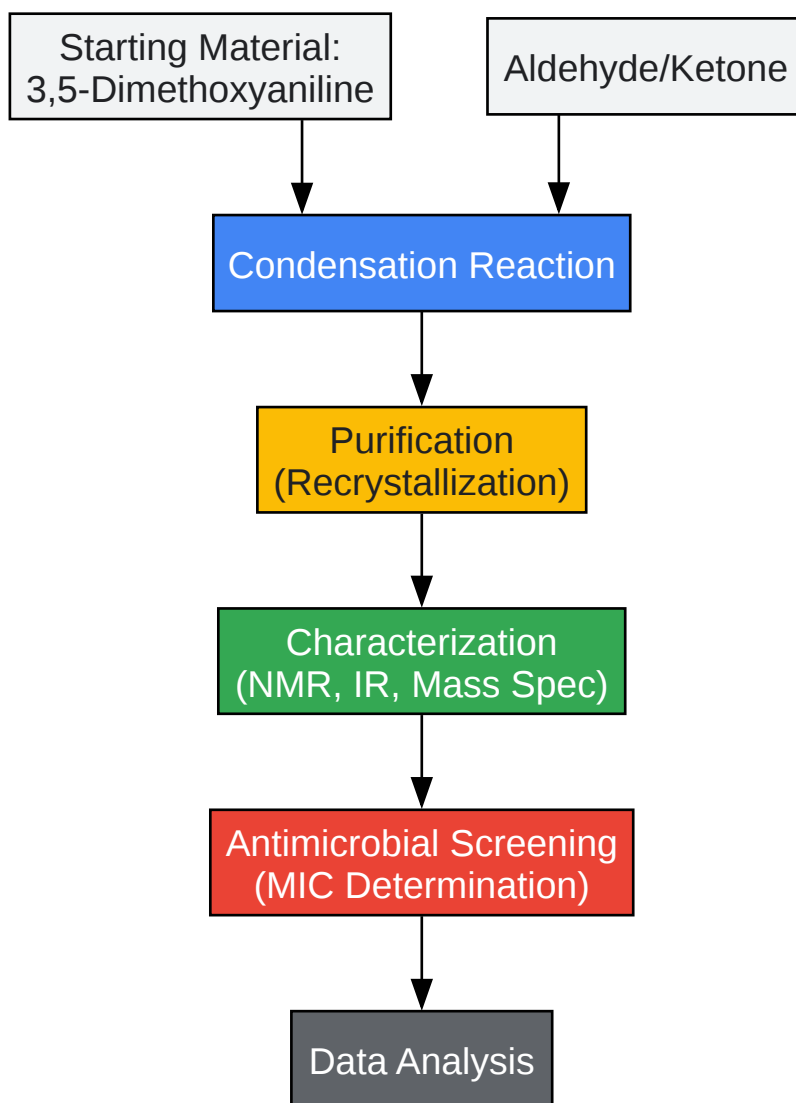 Starting Material:
3,5-Dimethoxyaniline
Aldehyde/Ketone
Condensation Reaction
Purification
(Recrystallization)
Characterization
(NMR, IR, Mass Spec)
Antimicrobial Screening
(MIC Determination)
Data Analysis